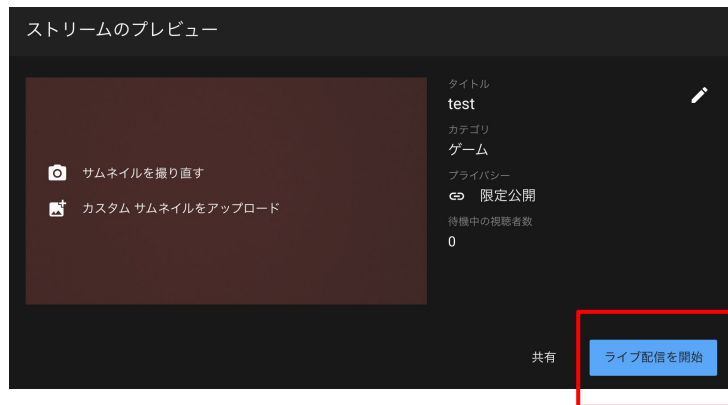 ストリームのプレビュー
サムネイルを撮り直す
カスタム サムネイルをアップロード
タイトル
test
カテゴリ
ゲーム
プライバシー
限定公開
待機中の視聴者数
0
共有
ライブ配信を開始